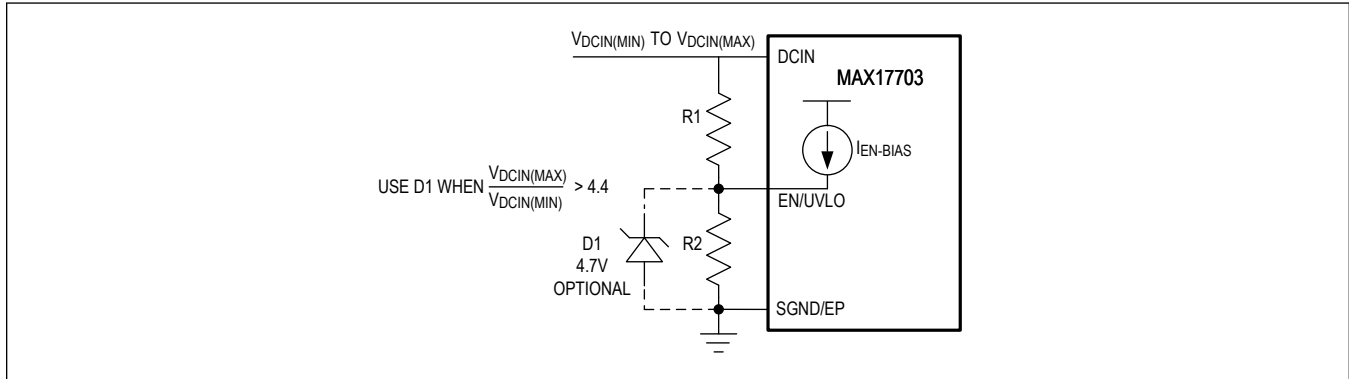 VDCIN(MIN) TO VDCIN(MAX)
DCIN
MAX17703
R1
IEN-BIAS
USE D1 WHEN VDCIN(MAX)/VDCIN(MIN) > 4.4
EN/UVLO
D1
4.7V
OPTIONAL
R2
SGND/EP